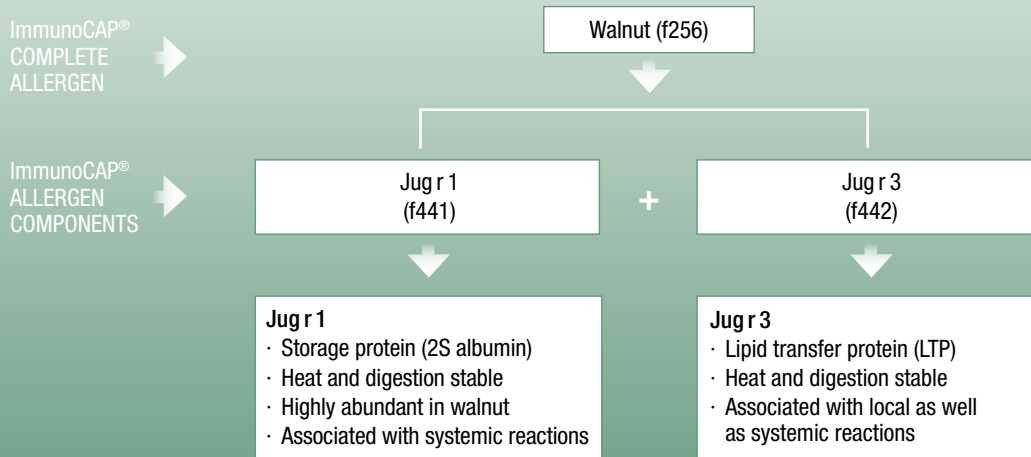 ImmunoCAP®
COMPLETE
ALLERGEN
Walnut (f256)
ImmunoCAP®
ALLERGEN
COMPONENTS
Jug r 1
(f441)
+
Jug r 3
(f442)
Jug r 1
· Storage protein (2S albumin)
· Heat and digestion stable
· Highly abundant in walnut
· Associated with systemic reactions
Jug r 3
· Lipid transfer protein (LTP)
· Heat and digestion stable
· Associated with local as well
as systemic reactions